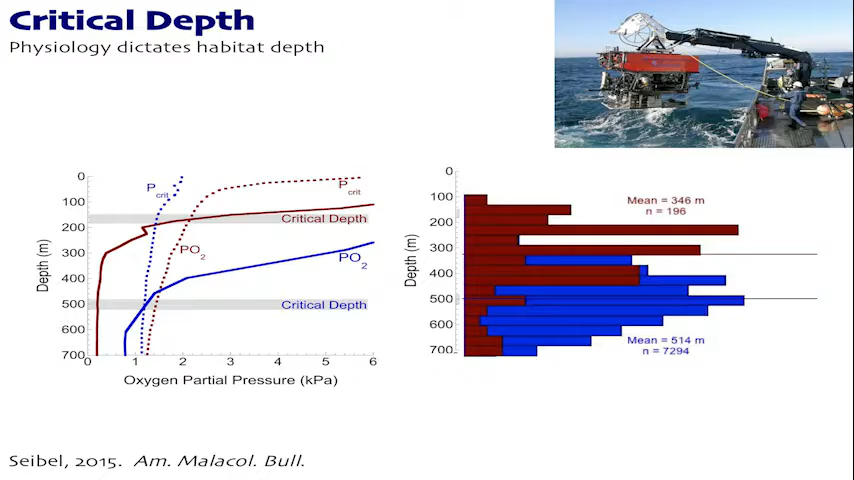 Critical Depth
Physiology dictates habitat depth
0
100
200
300
400
500
600
700
Depth (m)
P crit
P crit
Critical Depth
PO2
PO2
Critical Depth
0 1 2 3 4 5 6
Oxygen Partial Pressure (kPa)
0
100
200
300
400
500
600
700
Depth (m)
Mean = 346 m
n = 196
Mean = 514 m
n = 7294
Seibel, 2015. Am. Malacol. Bull.